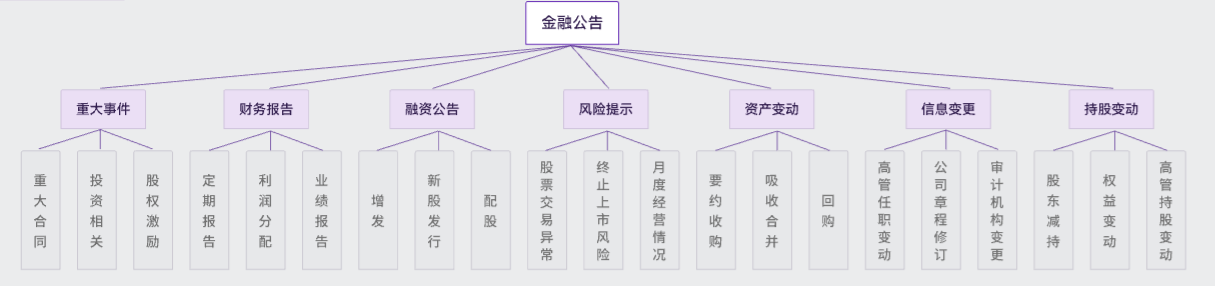 金融公告
重大事件
财务报告
融资公告
风险提示
资产变动
信息变更
持股变动
重大合同
投资相关
股权激励
定期报告
利润分配
业绩报告
增发
新股发行
配股
股票交易异常
终止上市风险
月度经营情况
要约收购
吸收合并
回购
高管任职变动
公司章程修订
审计机构变更
股东减持
权益变动
高管持股变动